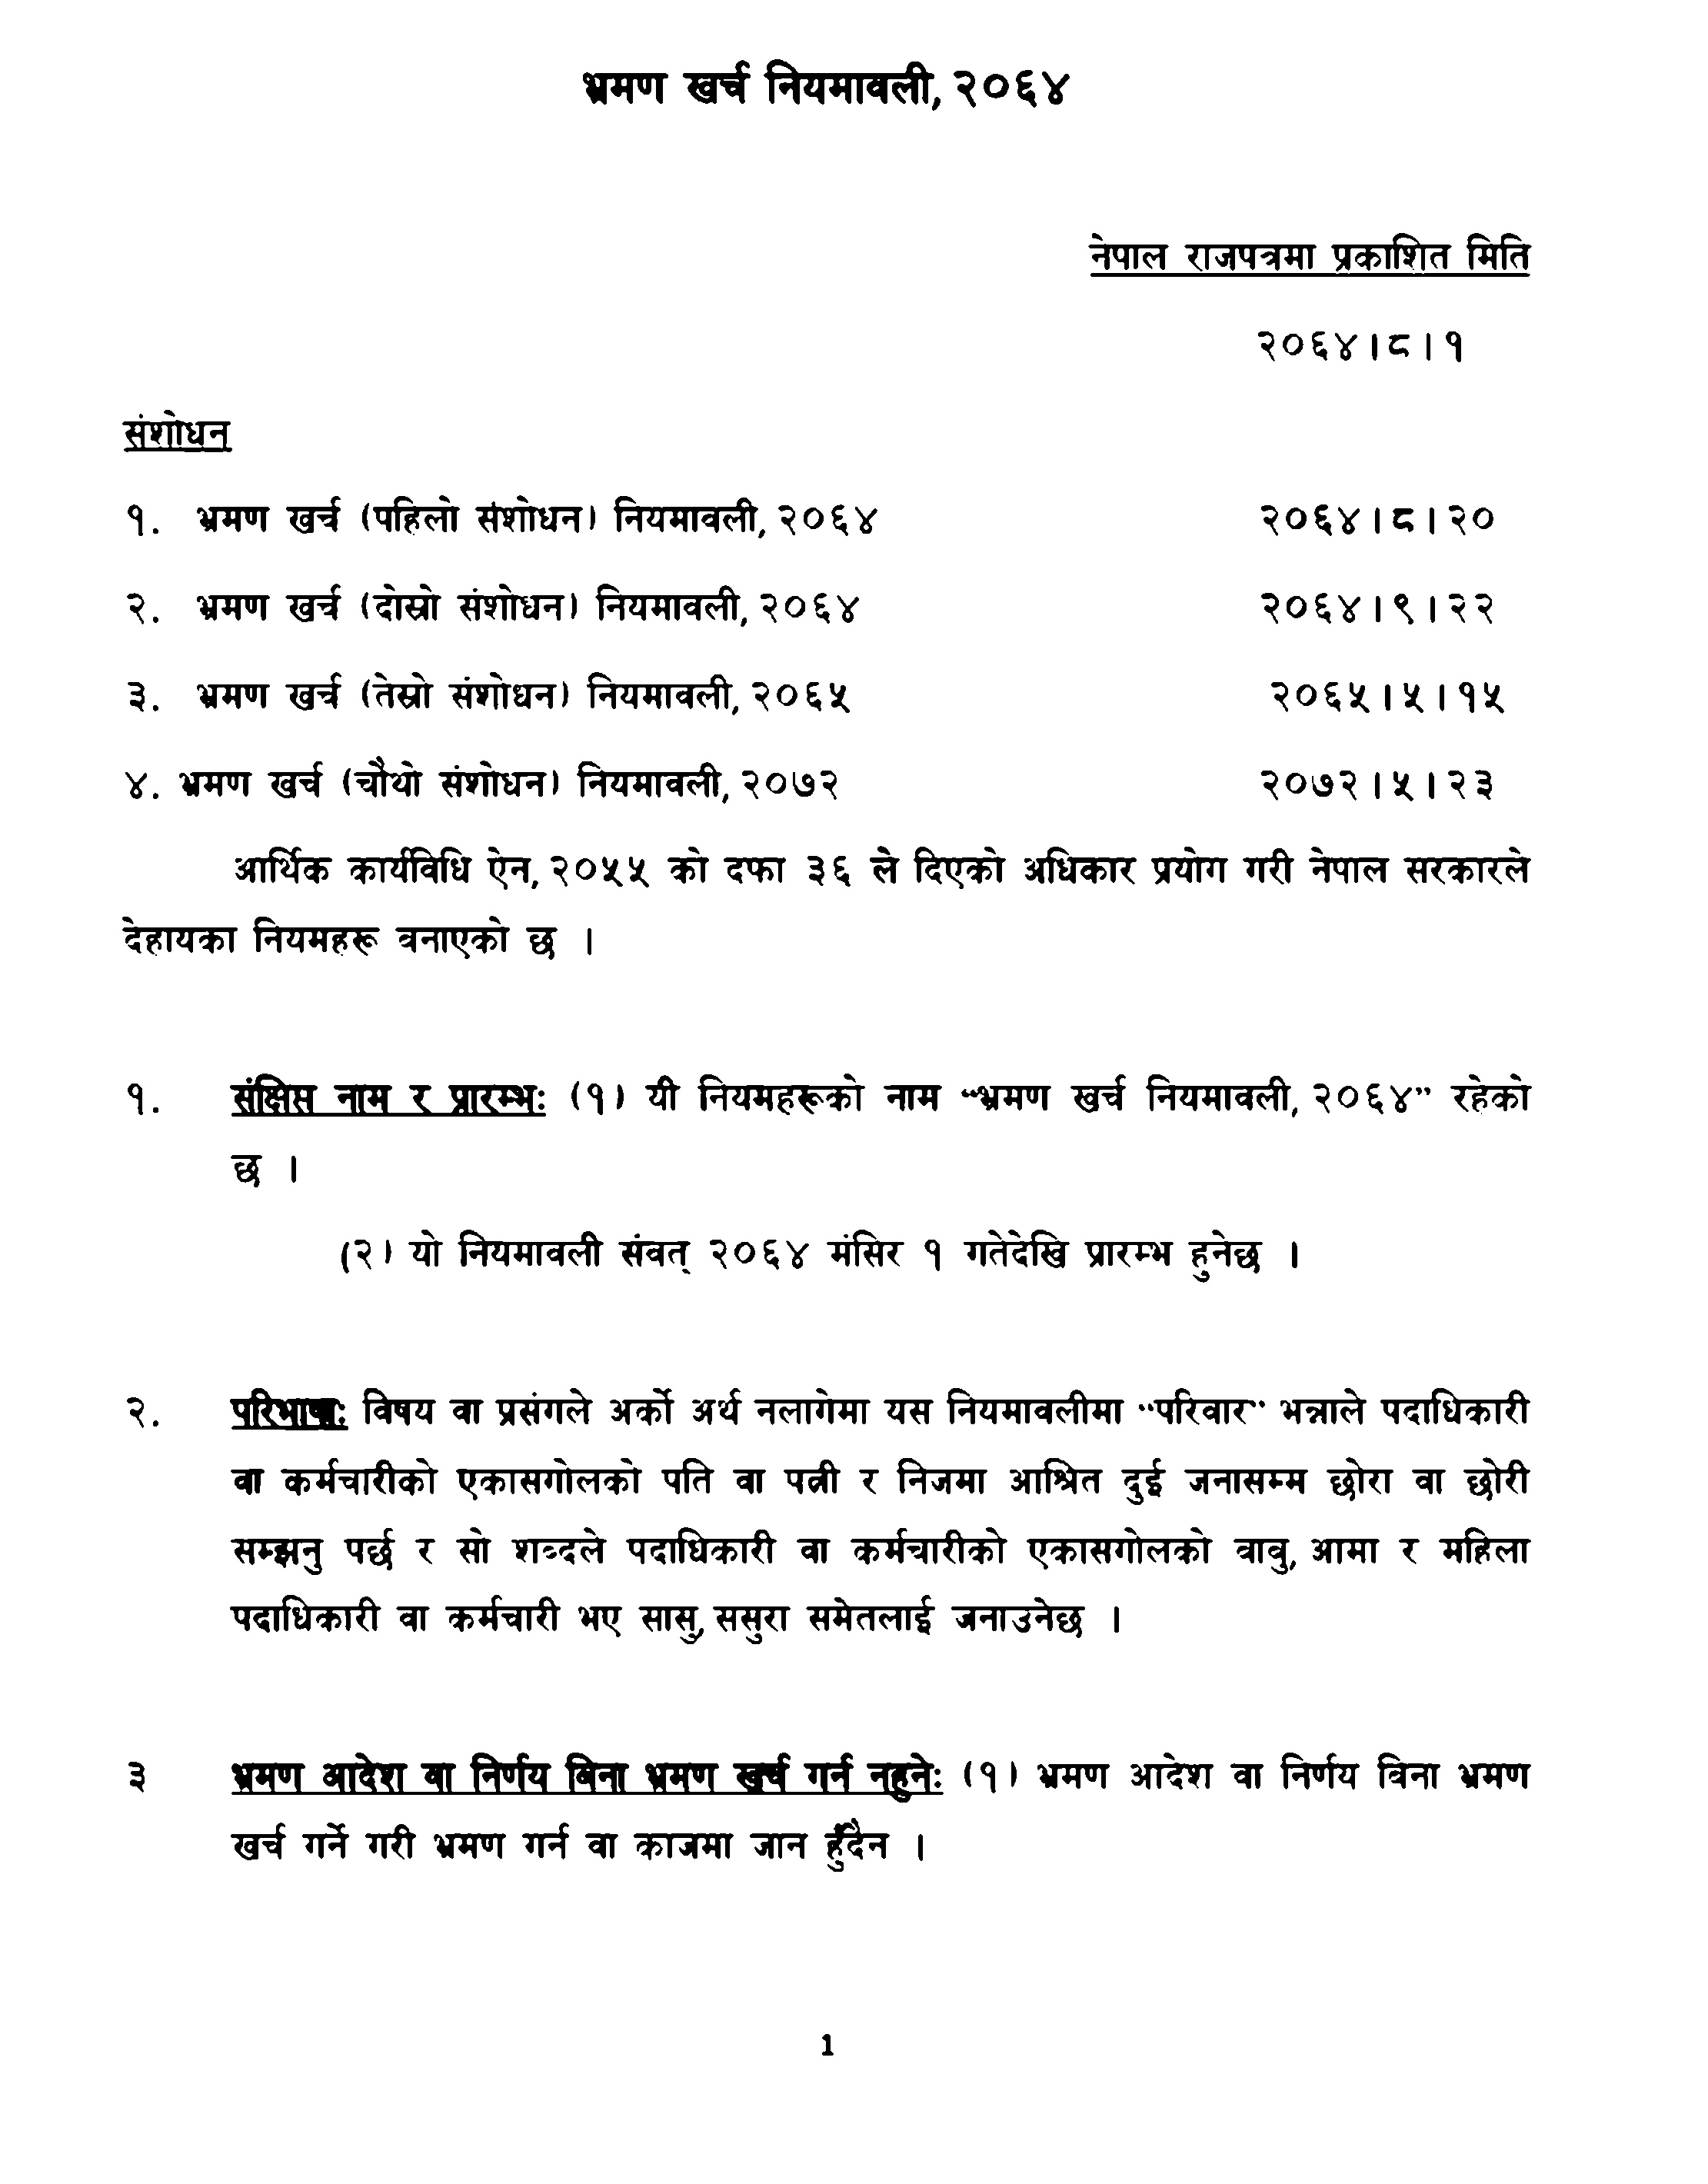 भ्रमण खर्च नियमावली, २०६४
नेपाल राजपत्रमा प्रकाशित मिति
२०६४।८।१
संशोधन
१. भ्रमण खर्च (पहिलो संशोधन) नियमावली, २०६४ २०६४।८।२०
२. भ्रमण खर्च (दोस्रो संशोधन) नियमावली, २०६४ २०६४।९।२२
३. भ्रमण खर्च (तेस्रो संशोधन) नियमावली, २०६५ २०६५।५।१५
४. भ्रमण खर्च (चौथो संशोधन) नियमावली, २०७२ २०७२।५।२३
आर्थिक कार्यविधि ऐन, २०५५ को दफा ३६ ले दिएको अधिकार प्रयोग गरी नेपाल सरकारले
देहायका नियमहरू बनाएको छ ।
१. संक्षिप्त नाम र प्रारम्भः (१) यी नियमहरूको नाम “भ्रमण खर्च नियमावली, २०६४” रहेको
छ ।
(२) यो नियमावली संवत् २०६४ मंसिर १ गतेदेखि प्रारम्भ हुनेछ ।
२. परिभाषाः विषय वा प्रसंगले अर्को अर्थ नलागेमा यस नियमावलीमा “परिवार” भन्नाले पदाधिकारी
वा कर्मचारीको एकासगोलको पति वा पत्नी र निजमा आश्रित दुई जनासम्म छोरा वा छोरी
सम्झनु पर्छ र सो शब्दले पदाधिकारी वा कर्मचारीको एकासगोलको बाबु, आमा र महिला
पदाधिकारी वा कर्मचारी भए सासु, ससुरा समेतलाई जनाउनेछ ।
३ भ्रमण आदेश वा निर्णय बिना भ्रमण खर्च गर्न नहुनेः (१) भ्रमण आदेश वा निर्णय बिना भ्रमण
खर्च गर्ने गरी भ्रमण गर्न वा काजमा जान हुँदैन ।
1